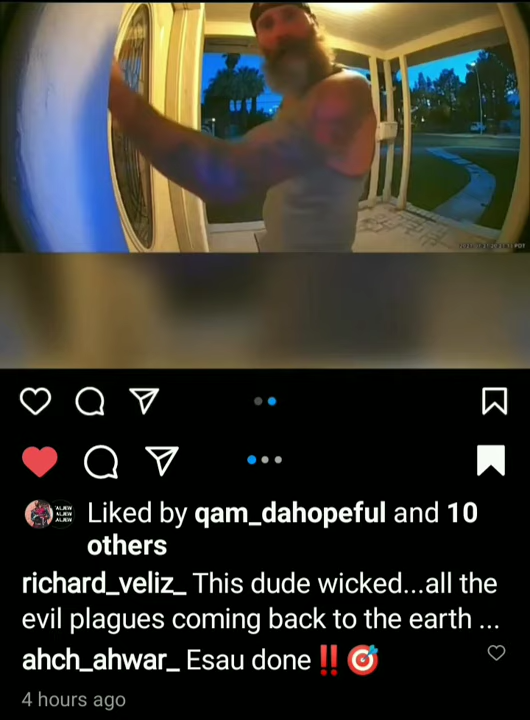 Liked by qam_dahopeful and 10
others
richard_veliz_ This dude wicked...all the
evil plagues coming back to the earth ...
ahch_ahwar_ Esau done ‼️ 🎯
4 hours ago